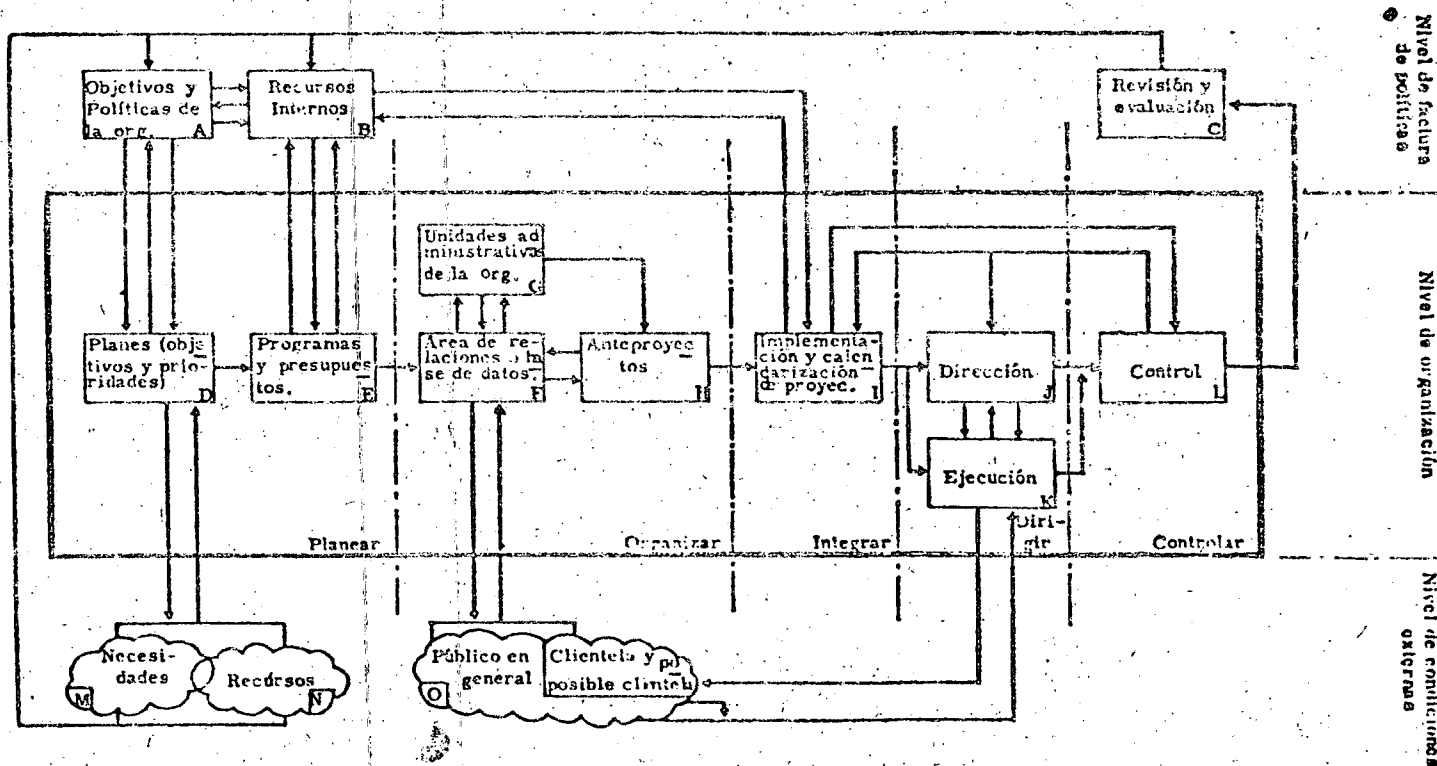 Objetivos y
Políticas de
la org. A
Recursos
Internos
B
Revisión y
evaluación
C
Nivel de factura
de políticas
Unidades ad
ministrativas
de la org.
G
Planes (obje
tivos y prio-
ridades)
D
Programas
y presupues
tos.
E
Area de re-
laciones o ba
se de datos.
F
Anteproyec
tos
H
Implementa-
ción y calen
darización
de proyec. I
Dirección
J
Control
L
Ejecución
K
Nivel de organización
Planear
Organizar
Integrar
Diri-
gir
Controlar
Necesi-
dades
M
Recursos
N
Público en
general
O
Clientela y
posible clientela
Nivel de condiciones
externas